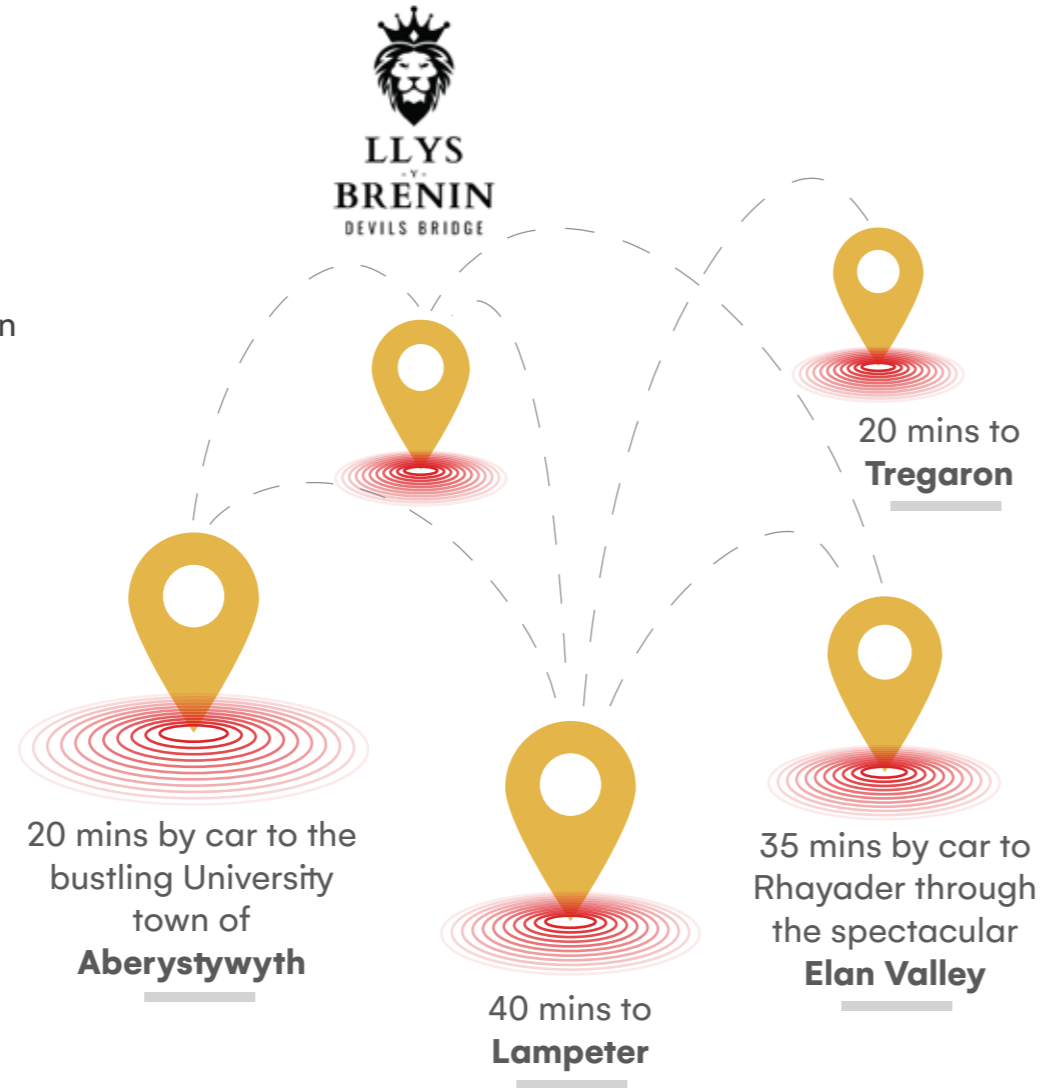 LLYS
-Y-
BRENIN
DEVILS BRIDGE
n
20 mins to
Tregaron
20 mins by car to the
bustling University
town of
Aberystywyth
35 mins by car to
Rhayader through
the spectacular
Elan Valley
40 mins to
Lampeter